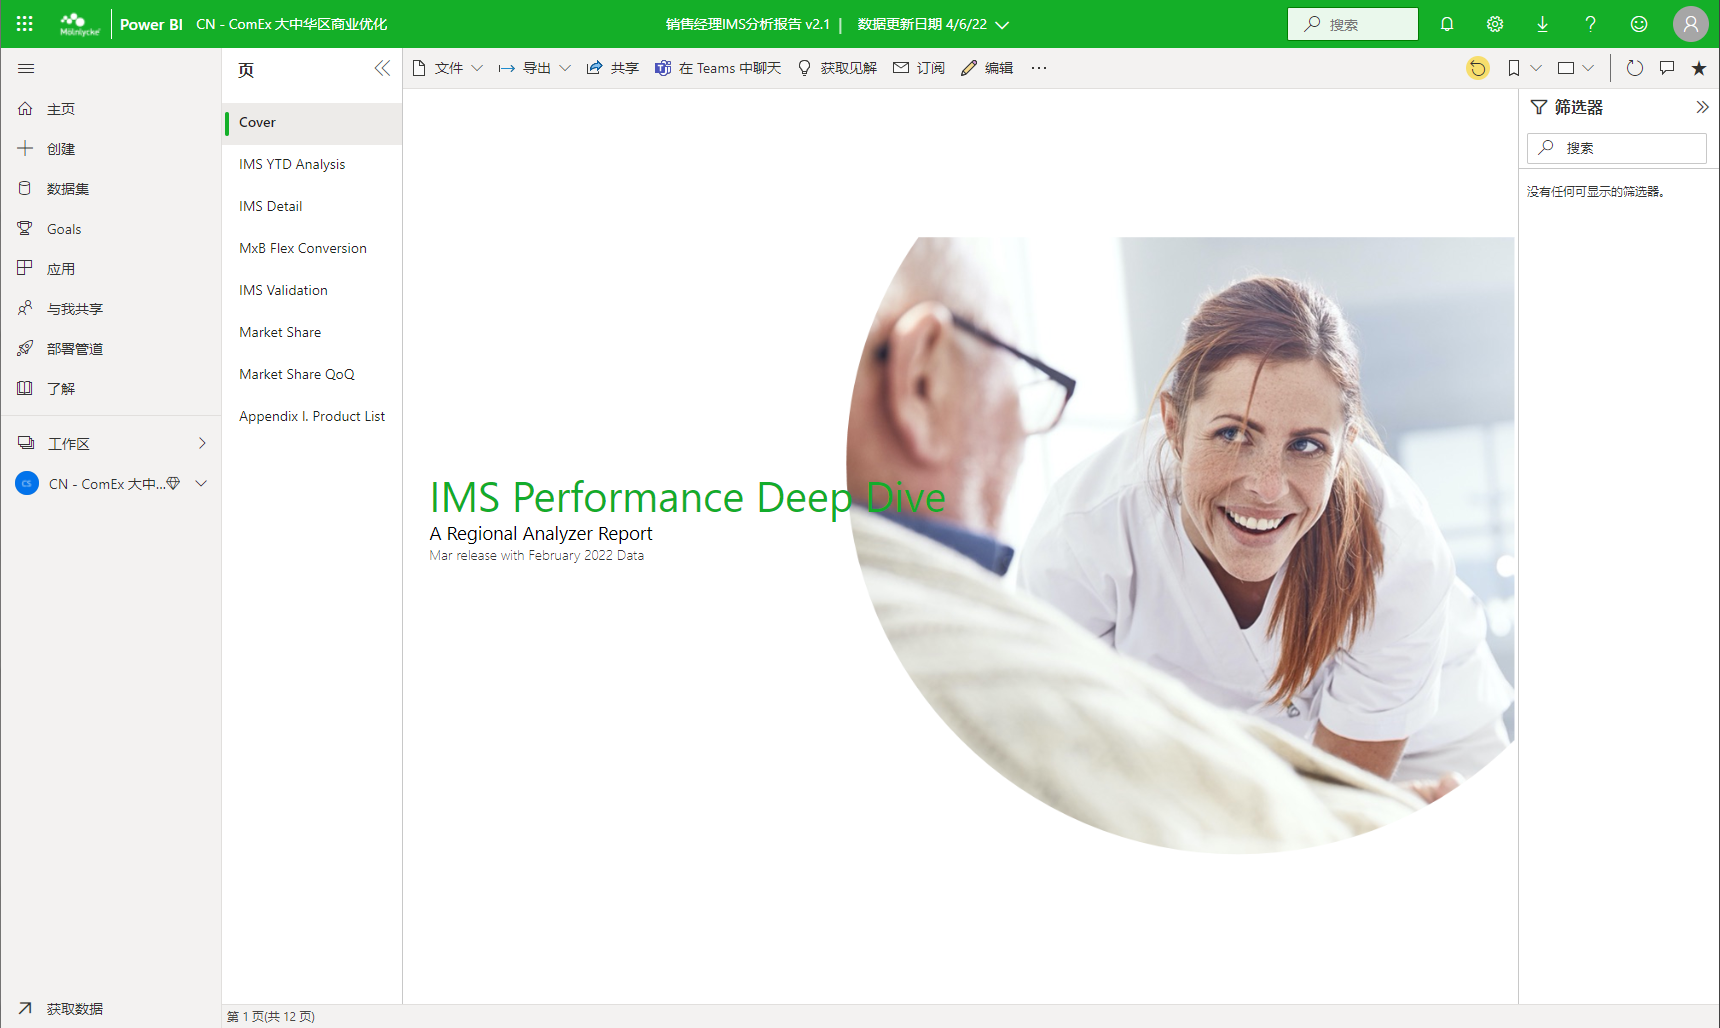 Mölnlycke
Power BI
CN - ComEx 大中华区商业优化
销售经理IMS分析报告 v2.1 | 数据更新日期 4/6/22
搜索
主页
创建
数据集
Goals
应用
与我共享
部署管道
了解
工作区
CS
CN - ComEx 大中...
获取数据
页
Cover
IMS YTD Analysis
IMS Detail
MxB Flex Conversion
IMS Validation
Market Share
Market Share QoQ
Appendix I. Product List
文件
导出
共享
在 Teams 中聊天
获取见解
订阅
编辑
...
IMS Performance Deep Dive
A Regional Analyzer Report
Mar release with February 2022 Data
筛选器
搜索
没有任何可显示的筛选器。
第 1 页(共 12 页)